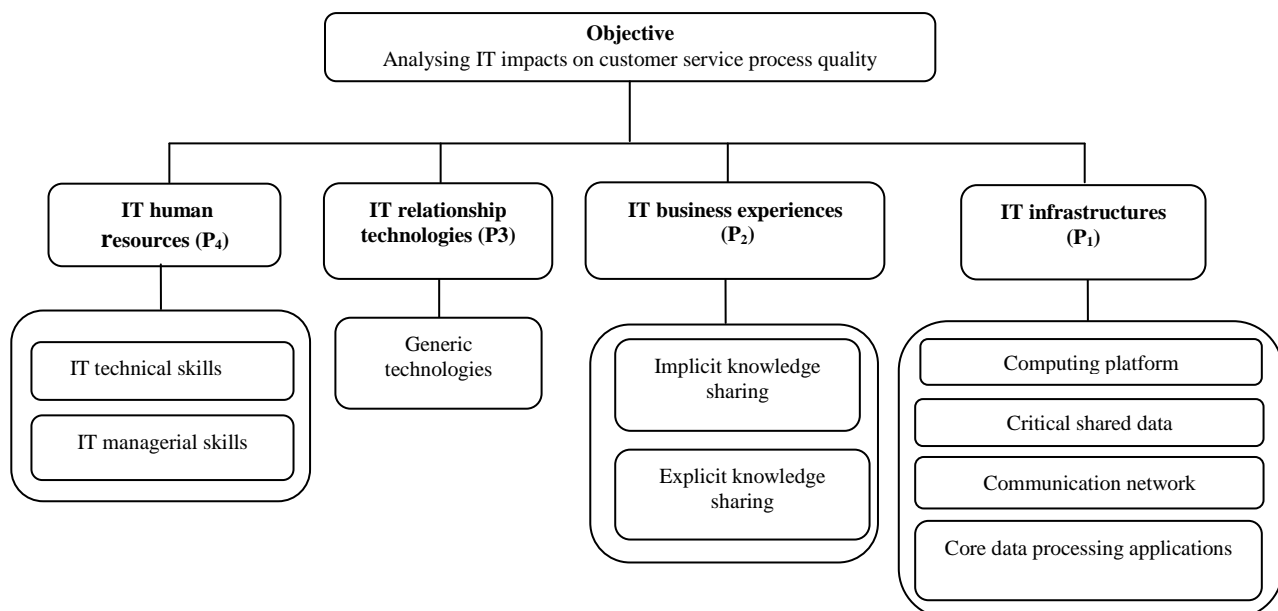 Objective
Analysing IT impacts on customer service process quality
IT human
resources (P₄)
IT relationship
technologies (P3)
IT business experiences
(P₂)
IT infrastructures
(P₁)
IT technical skills
IT managerial skills
Generic
technologies
Implicit knowledge
sharing
Explicit knowledge
sharing
Computing platform
Critical shared data
Communication network
Core data processing applications